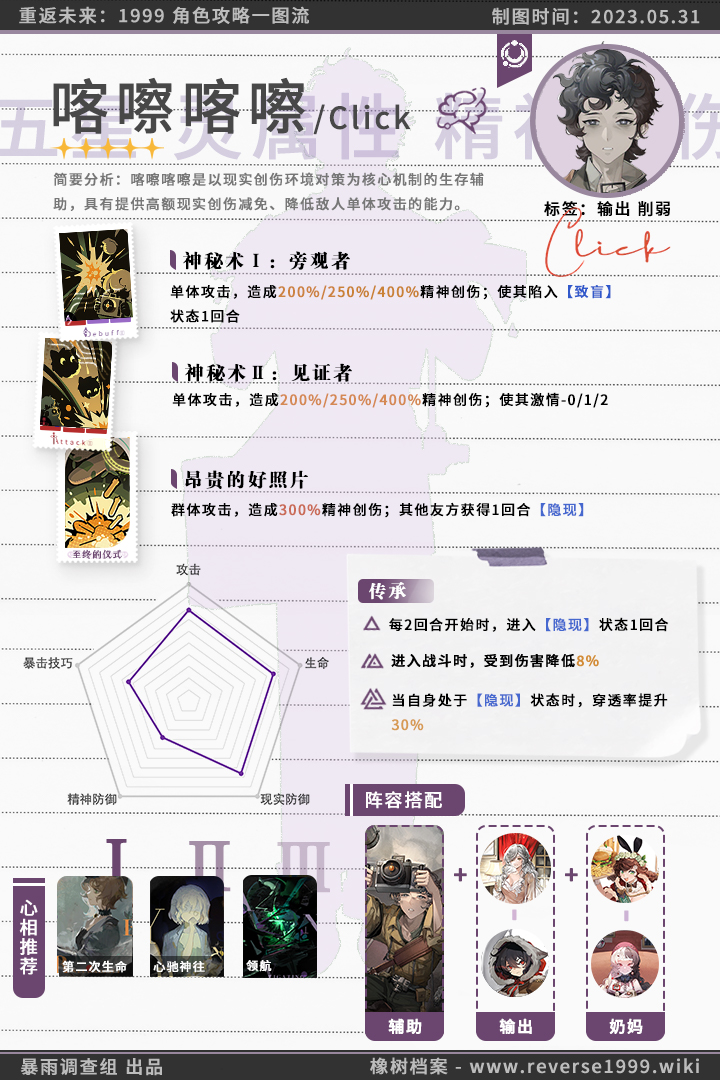 重返未来：1999 角色攻略一图流
制图时间：2023.05.31
五星 灵属性 精神 伤
喀嚓喀嚓/Click
简要分析：喀嚓喀嚓是以现实创伤环境对策为核心机制的生存辅
助，具有提供高额现实创伤减免、降低敌人单体攻击的能力。
标签：输出 削弱
Click
神秘术 I ：旁观者
单体攻击，造成200%/250%/400%精神创伤；使其陷入【致盲】
状态1回合
Debuff
神秘术 II ：见证者
单体攻击，造成200%/250%/400%精神创伤；使其激情-0/1/2
Attack
昂贵的好照片
群体攻击，造成300%精神创伤；其他友方获得1回合【隐现】
至终的仪式
攻击
生命
现实防御
精神防御
暴击技巧
传承
每2回合开始时，进入【隐现】状态1回合
进入战斗时，受到伤害降低8%
当自身处于【隐现】状态时，穿透率提升
30%
I II III
心相推荐
第二次生命
心驰神往
领航
阵容搭配
+ +
辅助
输出
奶妈
暴雨调查组 出品
橡树档案 - www.reverse1999.wiki